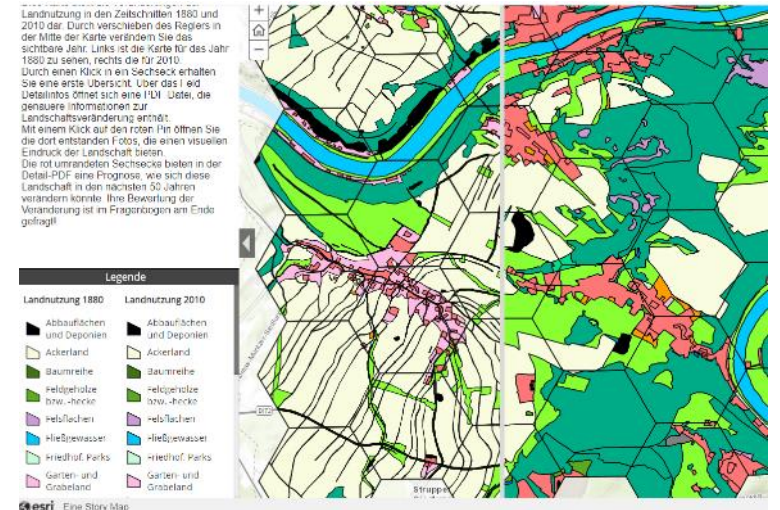 Landnutzung in den Zeitschnitten 1880 und
2010 dar. Durch verschieben des Reglers in
der Mitte der Karte verändern Sie das
sichtbare Jahr. Links ist die Karte für das Jahr
1880 zu sehen, rechts die für 2010.
Durch einen Klick in ein Sechseck erhalten
Sie eine erste Übersicht. Über das Feld
Detailinfos öffnet sich eine PDF Datei, die
genauere Informationen zur
Landschaftsveränderung enthält.
Mit einem Klick auf den roten Pin öffnen Sie
die dort entstanden Fotos, die einen visuellen
Eindruck der Landschaft bieten.
Die rot umrandeten Sechsecke bieten in der
Detail-PDF eine Prognose, wie sich diese
Landschaft in den nächsten 50 Jahren
verändern könnte. Ihre Bewertung der
Veränderung ist im Fragenbogen am Ende
gefragt!
Legende
Landnutzung 1880 Landnutzung 2010
Abbauflächen und Deponien Abbauflächen und Deponien
Ackerland Ackerland
Baumreihe Baumreihe
Feldgehölze bzw. -hecke Feldgehölze bzw. -hecke
Felsflächen Felsflächen
Fließgewässer Fließgewässer
Friedhof, Parks Friedhof, Parks
Garten- und Grabeland Garten- und Grabeland
esri Eine Story Map
Struppe